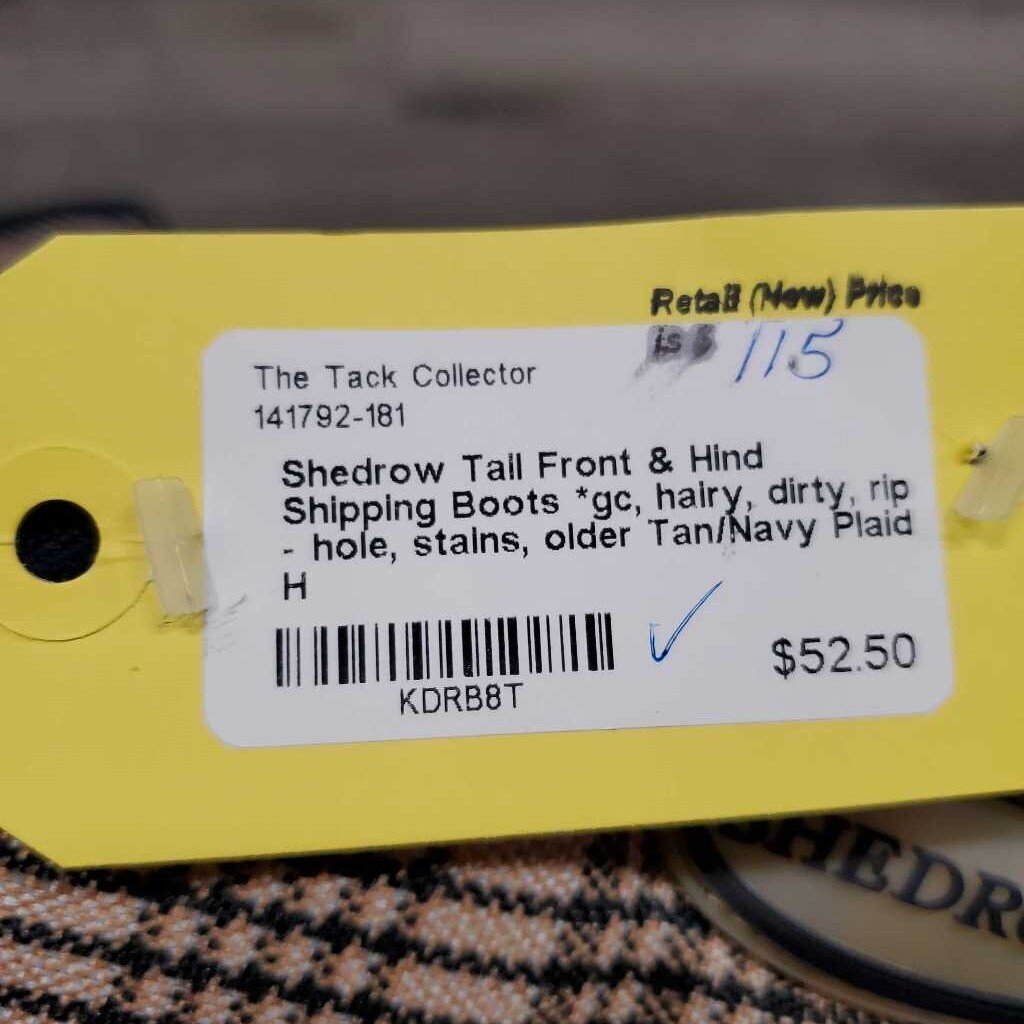 Retail (New) Price
is $ 115
The Tack Collector
141792-181
Shedrow Tall Front & Hind
Shipping Boots *gc, hairy, dirty, rip
- hole, stains, older Tan/Navy Plaid
H
KDRB8T
$52.50
SHEDRO